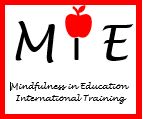 MiE
Mindfulness in Education
International Training